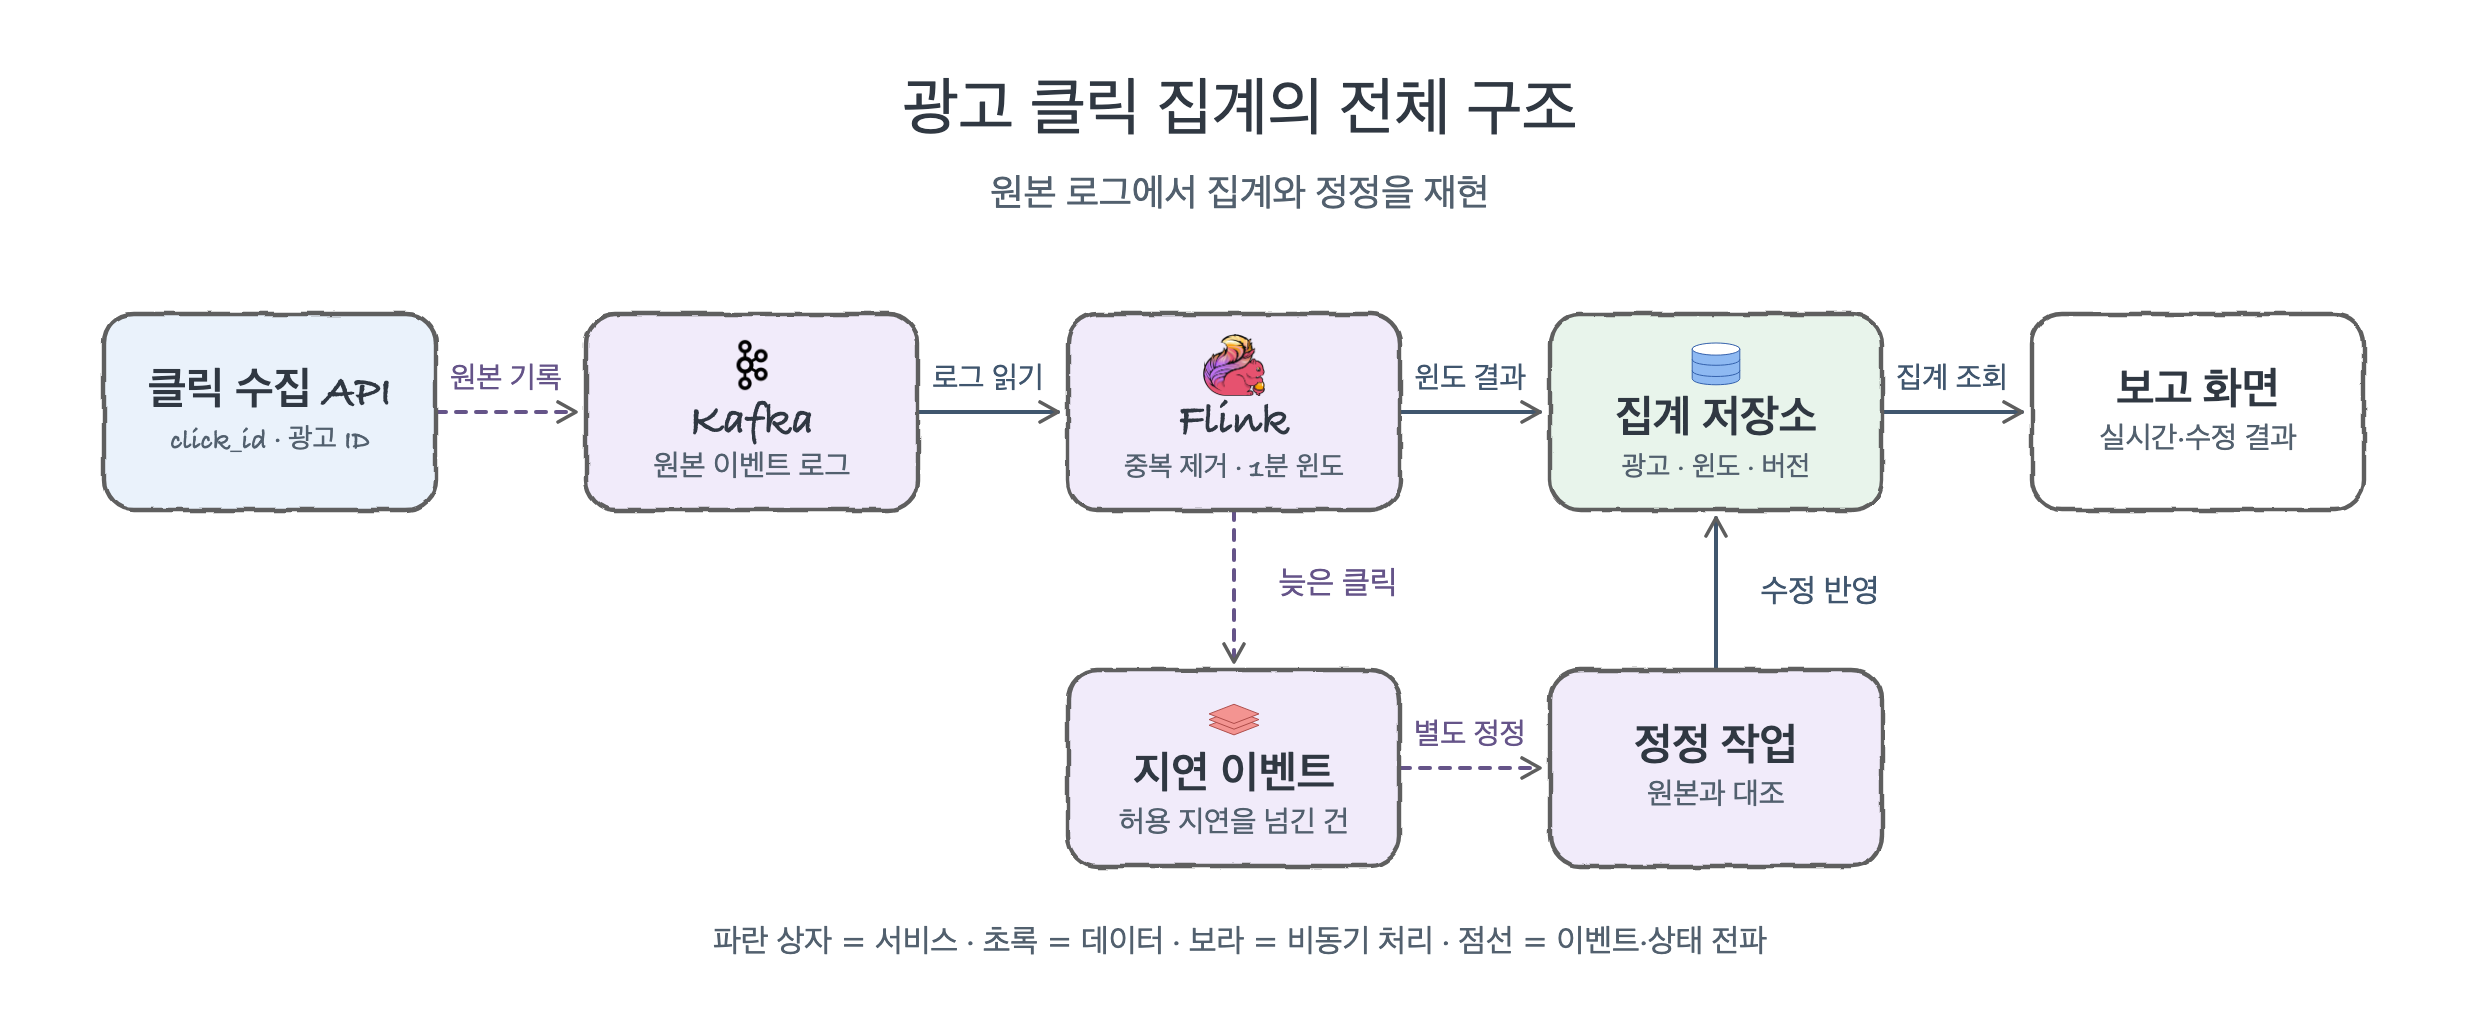 광고 클릭 집계의 전체 구조
원본 로그에서 집계와 정정을 재현
클릭 수집 API
click_id · 광고 ID
원본 기록
Kafka
원본 이벤트 로그
로그 읽기
Flink
중복 제거 · 1분 윈도
윈도 결과
집계 저장소
광고 · 윈도 · 버전
집계 조회
보고 화면
실시간·수정 결과
늦은 클릭
수정 반영
지연 이벤트
허용 지연을 넘긴 건
별도 정정
정정 작업
원본과 대조
파란 상자 = 서비스 · 초록 = 데이터 · 보라 = 비동기 처리 · 점선 = 이벤트·상태 전파